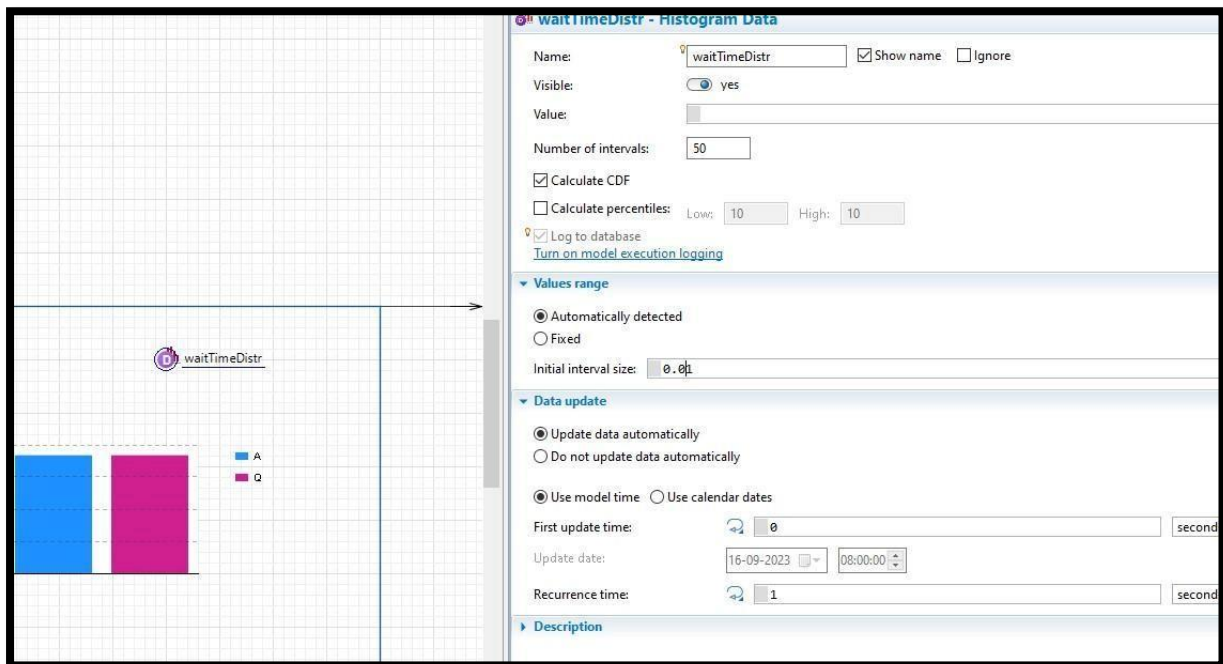 waitTimeDistr - Histogram Data
Name: waitTimeDistr Show name Ignore
Visible: yes
Value:
Number of intervals: 50
Calculate CDF
Calculate percentiles: Low: 10 High: 10
Log to database
Turn on model execution logging
Values range
Automatically detected
Fixed
Initial interval size: 0.01
Data update
Update data automatically
Do not update data automatically
Use model time Use calendar dates
First update time: 0 second
Update date: 16-09-2023 08:00:00
Recurrence time: 1 second
Description
waitTimeDistr
A
Q